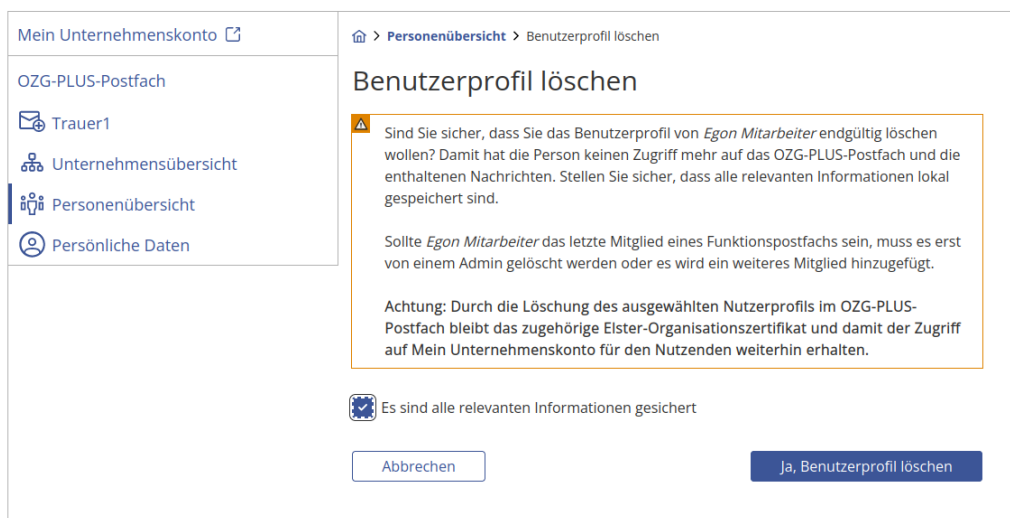 Mein Unternehmenskonto
OZG-PLUS-Postfach
Trauer1
Unternehmensübersicht
Personenübersicht
Persönliche Daten
Personenübersicht > Benutzerprofil löschen
Benutzerprofil löschen
Sind Sie sicher, dass Sie das Benutzerprofil von Egon Mitarbeiter endgültig löschen
wollen? Damit hat die Person keinen Zugriff mehr auf das OZG-PLUS-Postfach und die
enthaltenen Nachrichten. Stellen Sie sicher, dass alle relevanten Informationen lokal
gespeichert sind.
Sollte Egon Mitarbeiter das letzte Mitglied eines Funktionspostfachs sein, muss es erst
von einem Admin gelöscht werden oder es wird ein weiteres Mitglied hinzugefügt.
Achtung: Durch die Löschung des ausgewählten Nutzerprofils im OZG-PLUS-
Postfach bleibt das zugehörige Elster-Organisationszertifikat und damit der Zugriff
auf Mein Unternehmenskonto für den Nutzenden weiterhin erhalten.
Es sind alle relevanten Informationen gesichert
Abbrechen
Ja, Benutzerprofil löschen